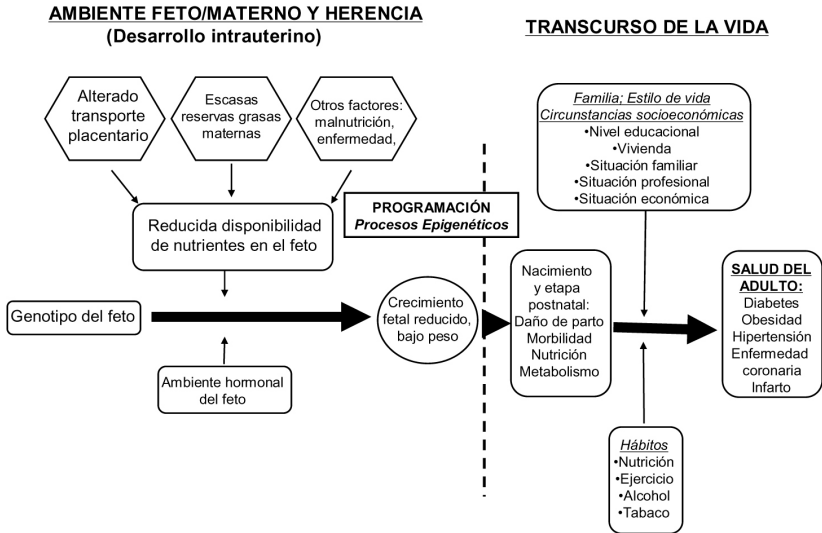 AMBIENTE FETO/MATERNO Y HERENCIA
(Desarrollo intrauterino)
TRANSCURSO DE LA VIDA
Alterado
transporte
placentario
Escasas
reservas grasas
maternas
Otros factores:
malnutrición,
enfermedad,
Familia; Estilo de vida
Circunstancias socioeconómicas
•Nivel educacional
•Vivienda
•Situación familiar
•Situación profesional
•Situación económica
Reducida disponibilidad
de nutrientes en el feto
PROGRAMACIÓN
Procesos Epigenéticos
Genotipo del feto
Crecimiento
fetal reducido,
bajo peso
Nacimiento
y etapa
postnatal:
Daño de parto
Morbilidad
Nutrición
Metabolismo
SALUD DEL
ADULTO:
Diabetes
Obesidad
Hipertensión
Enfermedad
coronaria
Infarto
Ambiente hormonal
del feto
Hábitos
•Nutrición
•Ejercicio
•Alcohol
•Tabaco